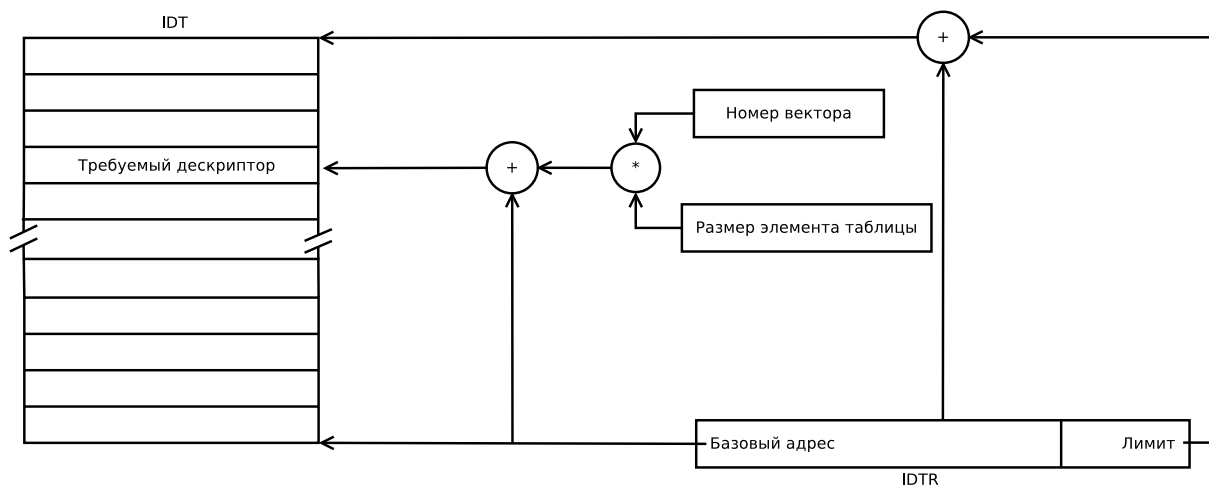 IDT
+
Номер вектора
Требуемый дескриптор
+
*
Размер элемента таблицы
Базовый адрес
Лимит
IDTR